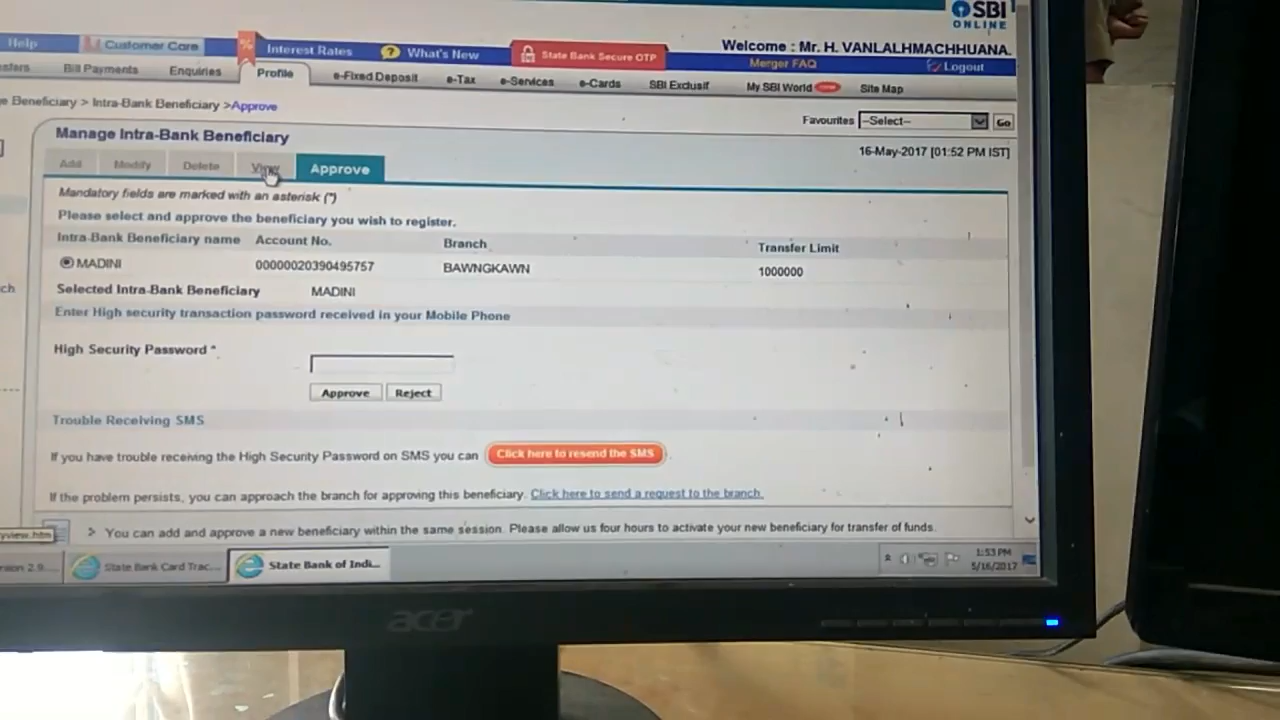 SBI
ONLINE
Help Customer Care % Interest Rates ? What's New State Bank Secure OTP Welcome : Mr. H. VANLALHMACHHUANA.
Merger FAQ Logout
Bill Payments Enquiries Profile e-Fixed Deposit e-Tax e-Services e-Cards SBI Exclusif My SBI World Site Map
Beneficiary > Intra-Bank Beneficiary >Approve
Favourites --Select-- Go
Manage Intra-Bank Beneficiary
16-May-2017 [01:52 PM IST]
Add Modify Delete View Approve
Mandatory fields are marked with an asterisk (*)
Please select and approve the beneficiary you wish to register.
Intra-Bank Beneficiary name Account No. Branch Transfer Limit
MADINI 00000020390495757 BAWNGKAWN 1000000
Selected Intra-Bank Beneficiary MADINI
Enter High security transaction password received in your Mobile Phone
High Security Password *
Approve Reject
Trouble Receiving SMS
If you have trouble receiving the High Security Password on SMS you can Click here to resend the SMS
If the problem persists, you can approach the branch for approving this beneficiary. Click here to send a request to the branch.
> You can add and approve a new beneficiary within the same session. Please allow us four hours to activate your new beneficiary for transfer of funds.
State Bank Card Trac... State Bank of Indi... 1:53 PM
5/16/2017
acer